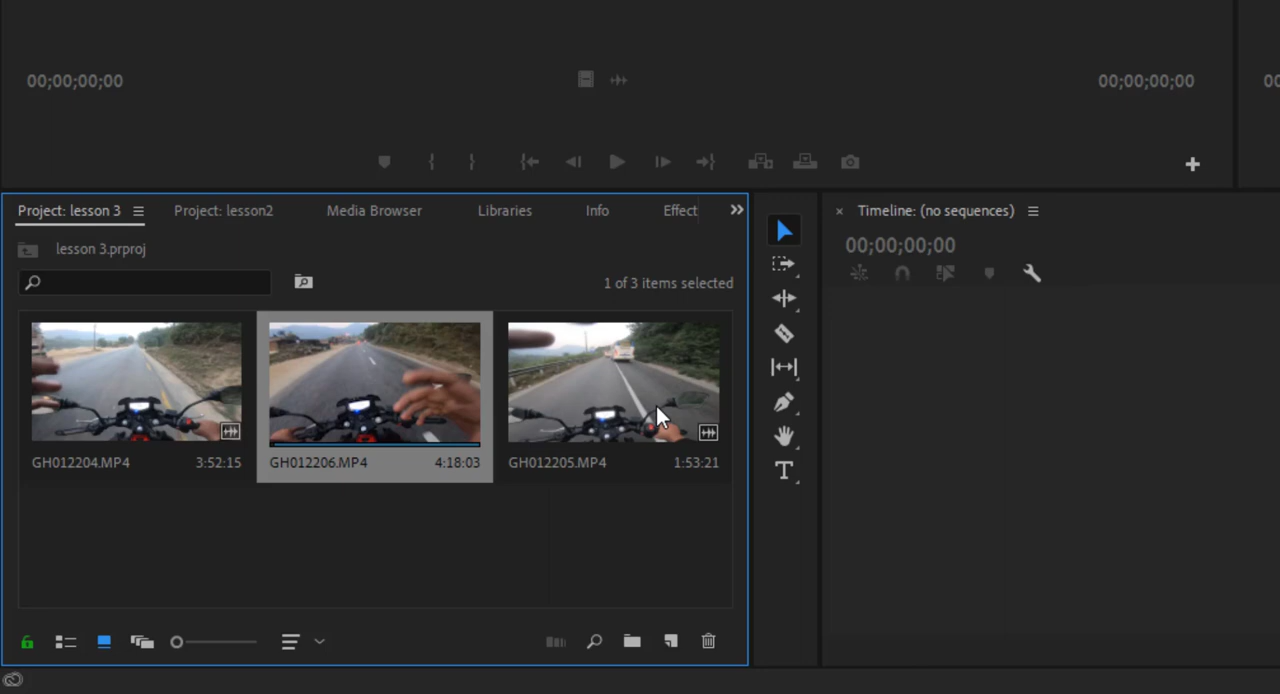 00;00;00;00
00;00;00;00
00
Project: lesson 3
Project: lesson2
Media Browser
Libraries
Info
Effect
Timeline: (no sequences)
lesson 3.prproj
00;00;00;00
1 of 3 items selected
GH012204.MP4 3:52:15
GH012206.MP4 4:18:03
GH012205.MP4 1:53:21